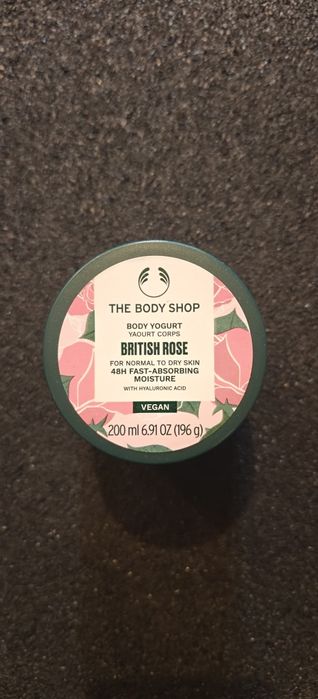 THE BODY SHOP
BODY YOGURT
YAOURT CORPS
BRITISH ROSE
FOR NORMAL TO DRY SKIN
48H FAST-ABSORBING
MOISTURE
WITH HYALURONIC ACID
VEGAN
200 ml 6.91 OZ (196 g)